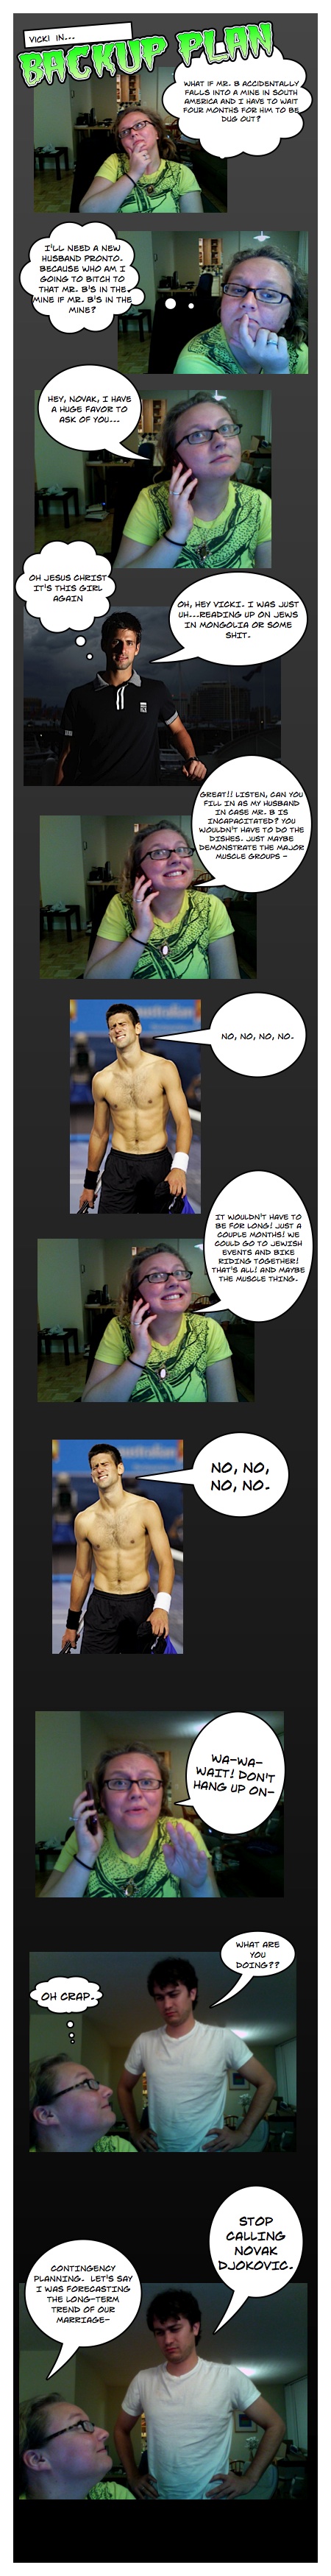 VICKI IN...
BACKUP PLAN
WHAT IF MR. B ACCIDENTALLY
FALLS INTO A MINE IN SOUTH
AMERICA AND I HAVE TO WAIT
FOUR MONTHS FOR HIM TO BE
DUG OUT?
I'LL NEED A NEW
HUSBAND PRONTO.
BECAUSE WHO AM I
GOING TO BITCH TO
THAT MR. B'S IN THE
MINE IF MR. B'S IN THE
MINE?
HEY, NOVAK, I HAVE
A HUGE FAVOR TO
ASK OF YOU...
OH JESUS CHRIST
IT'S THIS GIRL
AGAIN
OH, HEY VICKI. I WAS JUST
UH...READING UP ON JEWS
IN MONGOLIA OR SOME
SHIT.
GREAT!! LISTEN, CAN YOU
FILL IN AS MY HUSBAND
IN CASE MR. B IS
INCAPACITATED? YOU
WOULDN'T HAVE TO DO THE
DISHES. JUST MAYBE
DEMONSTRATE THE MAJOR
MUSCLE GROUPS -
NO, NO, NO, NO.
IT WOULDN'T HAVE TO
BE FOR LONG! JUST A
COUPLE MONTHS! WE
COULD GO TO JEWISH
EVENTS AND BIKE
RIDING TOGETHER!
THAT'S ALL! AND MAYBE
THE MUSCLE THING.
NO, NO,
NO, NO.
WA-WA-
WAIT! DON'T
HANG UP ON-
WHAT ARE
YOU
DOING??
OH CRAP.
STOP
CALLING
NOVAK
DJOKOVIC.
CONTINGENCY
PLANNING. LET'S SAY
I WAS FORECASTING
THE LONG-TERM
TREND OF OUR
MARRIAGE-